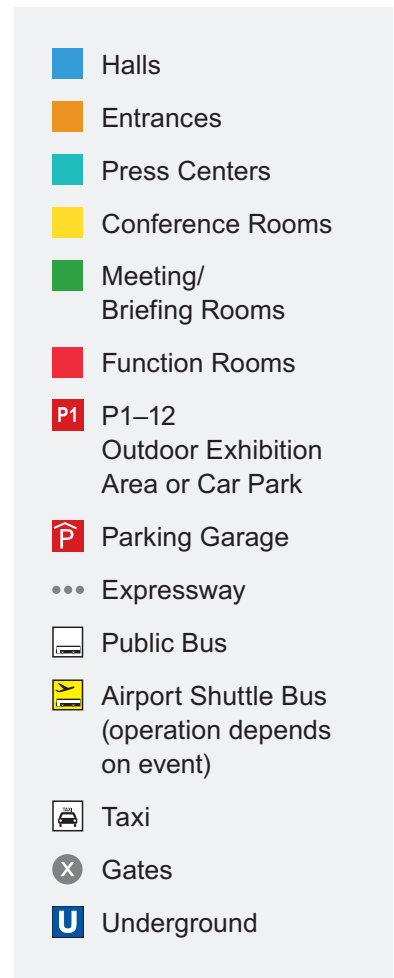 Halls
Entrances
Press Centers
Conference Rooms
Meeting/
Briefing Rooms
Function Rooms
P1 P1–12
Outdoor Exhibition
Area or Car Park
P Parking Garage
Expressway
Public Bus
Airport Shuttle Bus
(operation depends
on event)
TAXI Taxi
X Gates
U Underground